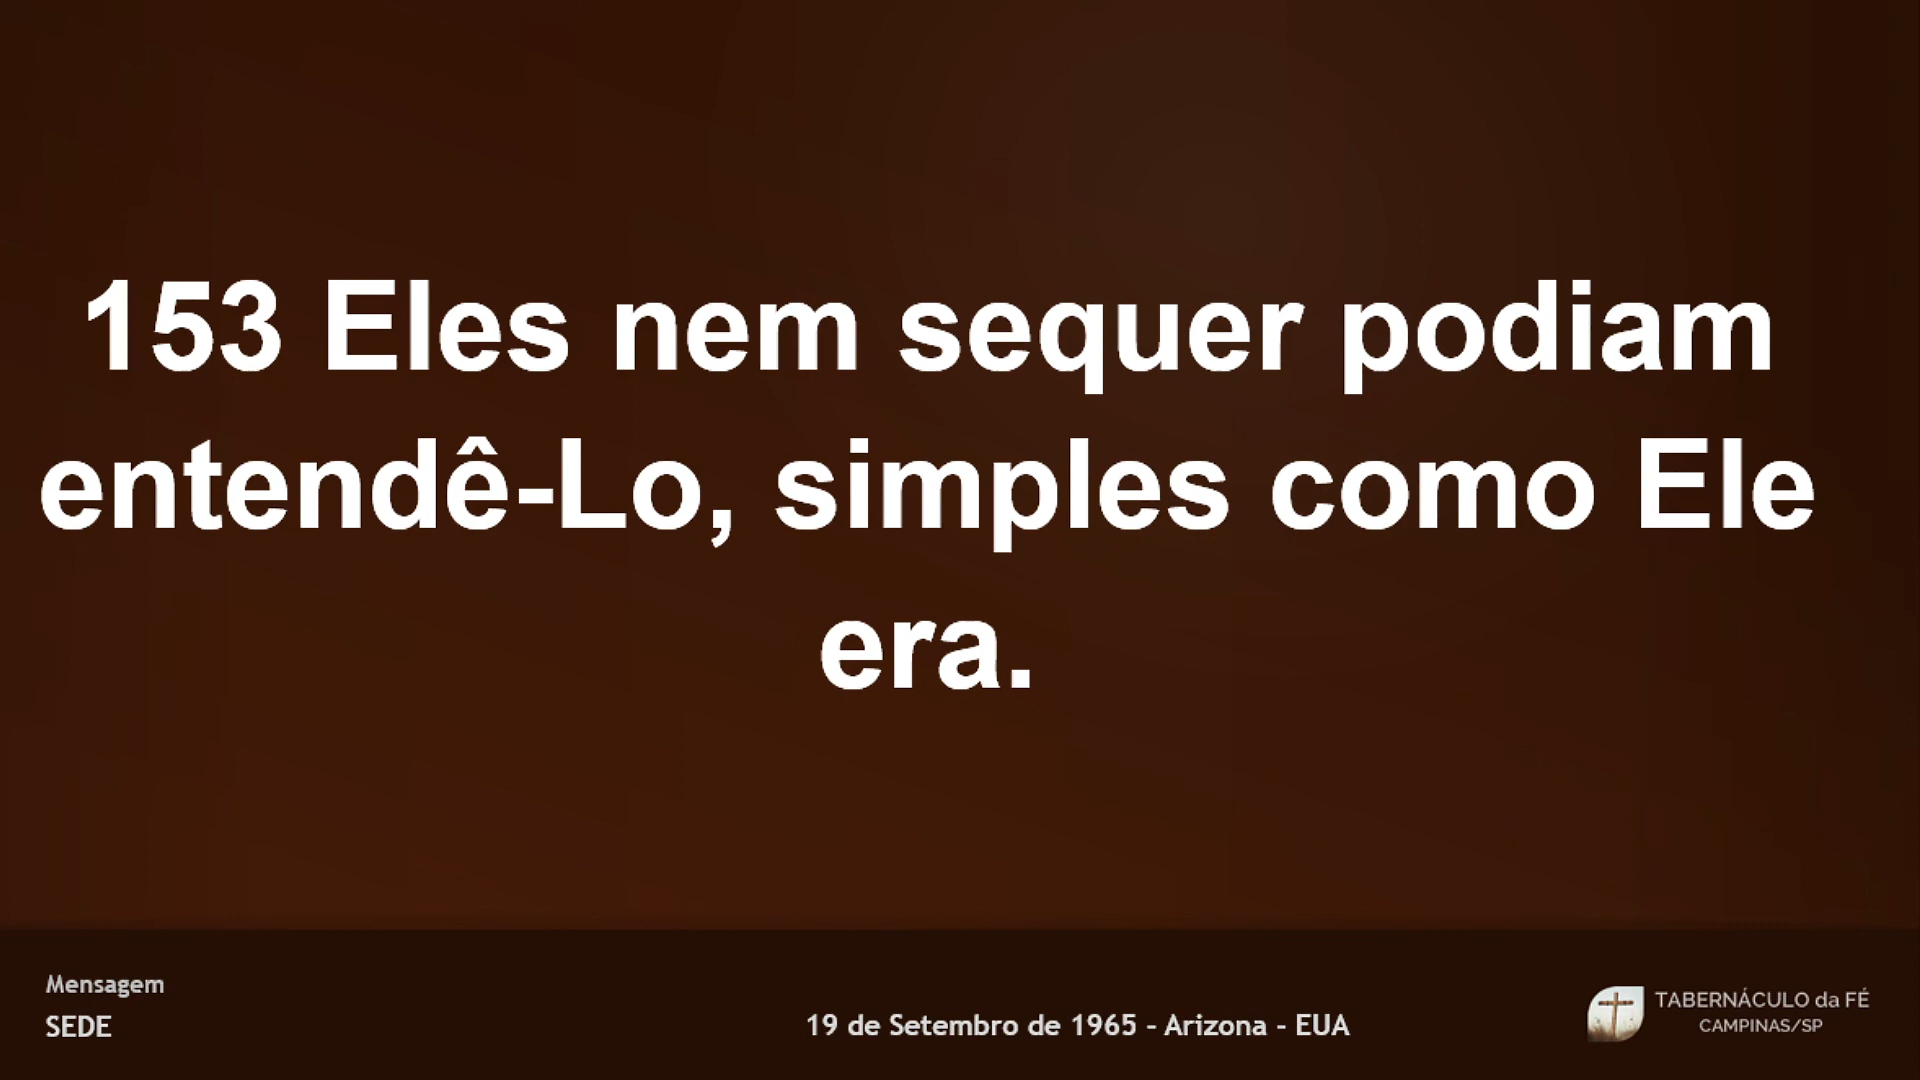 153 Eles nem sequer podiam
entendê-Lo, simples como Ele
era.
Mensagem
SEDE
19 de Setembro de 1965 - Arizona - EUA
TABERNÁCULO da FÉ
CAMPINAS/SP